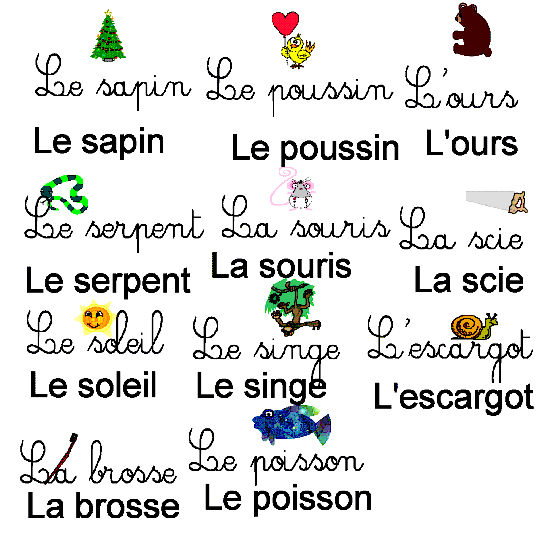 Le sapin
Le poussin
L'ours
Le sapin
Le poussin
L'ours
Le serpent
La souris
La scie
Le serpent
La souris
La scie
Le soleil
Le singe
L'escargot
Le soleil
Le singe
L'escargot
La brosse
Le poisson
La brosse
Le poisson